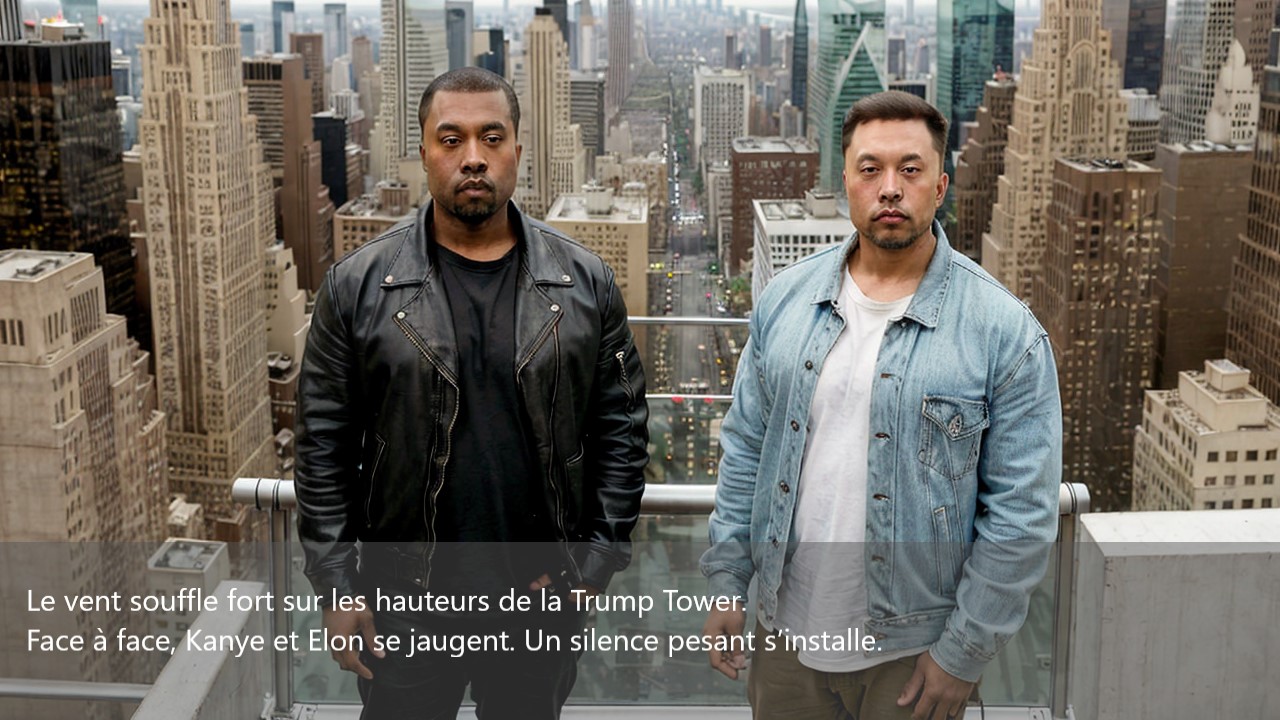 Le vent souffle fort sur les hauteurs de la Trump Tower.
Face à face, Kanye et Elon se jaugent. Un silence pesant s’installe.